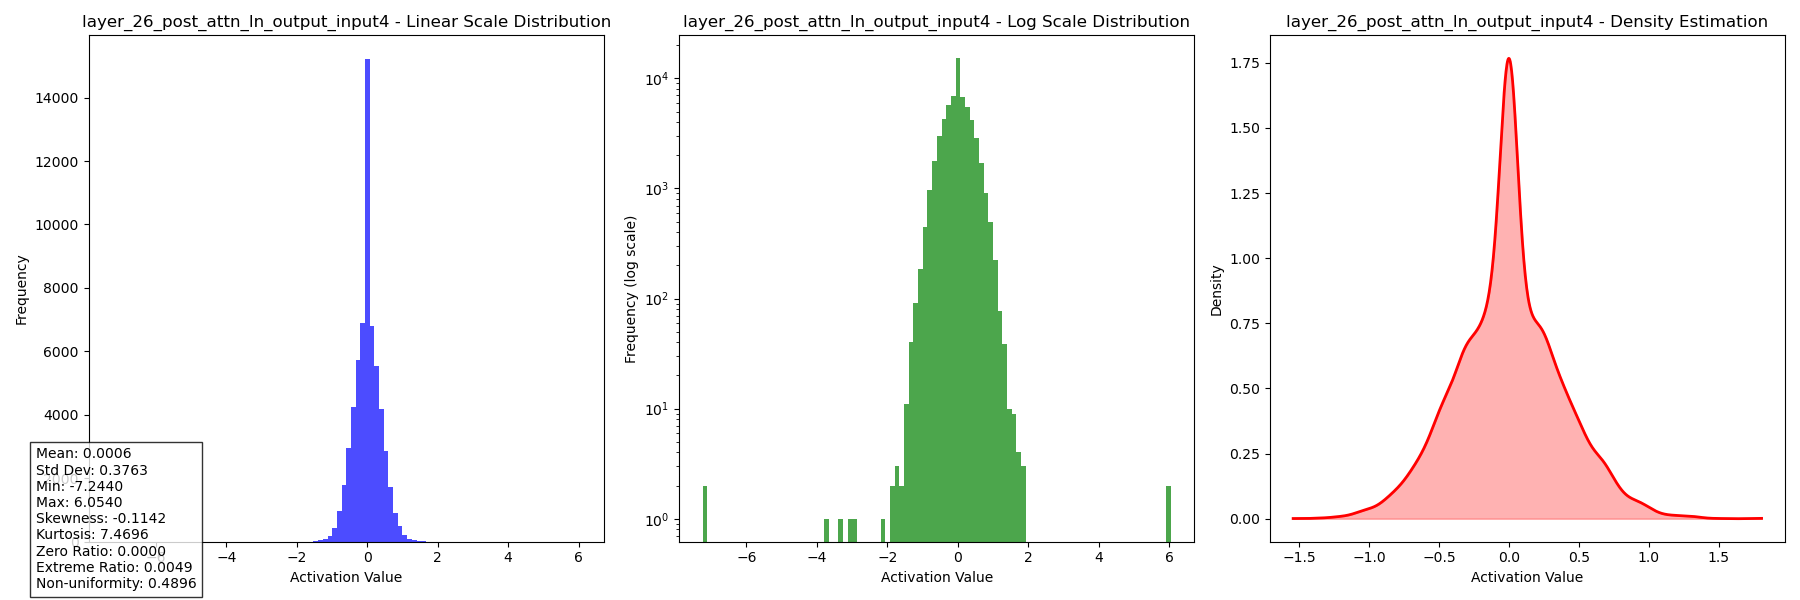 layer_26_post_attn_ln_output_input4 - Linear Scale Distribution
Frequency
14000
12000
10000
8000
6000
4000
Mean: 0.0006
Std Dev: 0.3763
Min: -7.2440
Max: 6.0540
Skewness: -0.1142
Kurtosis: 7.4696
Zero Ratio: 0.0000
Extreme Ratio: 0.0049
Non-uniformity: 0.4896
−4 −2 0 2 4 6
Activation Value
layer_26_post_attn_ln_output_input4 - Log Scale Distribution
Frequency (log scale)
10⁴
10³
10²
10¹
10⁰
−6 −4 −2 0 2 4 6
Activation Value
layer_26_post_attn_ln_output_input4 - Density Estimation
Density
1.75
1.50
1.25
1.00
0.75
0.50
0.25
0.00
−1.5 −1.0 −0.5 0.0 0.5 1.0 1.5
Activation Value